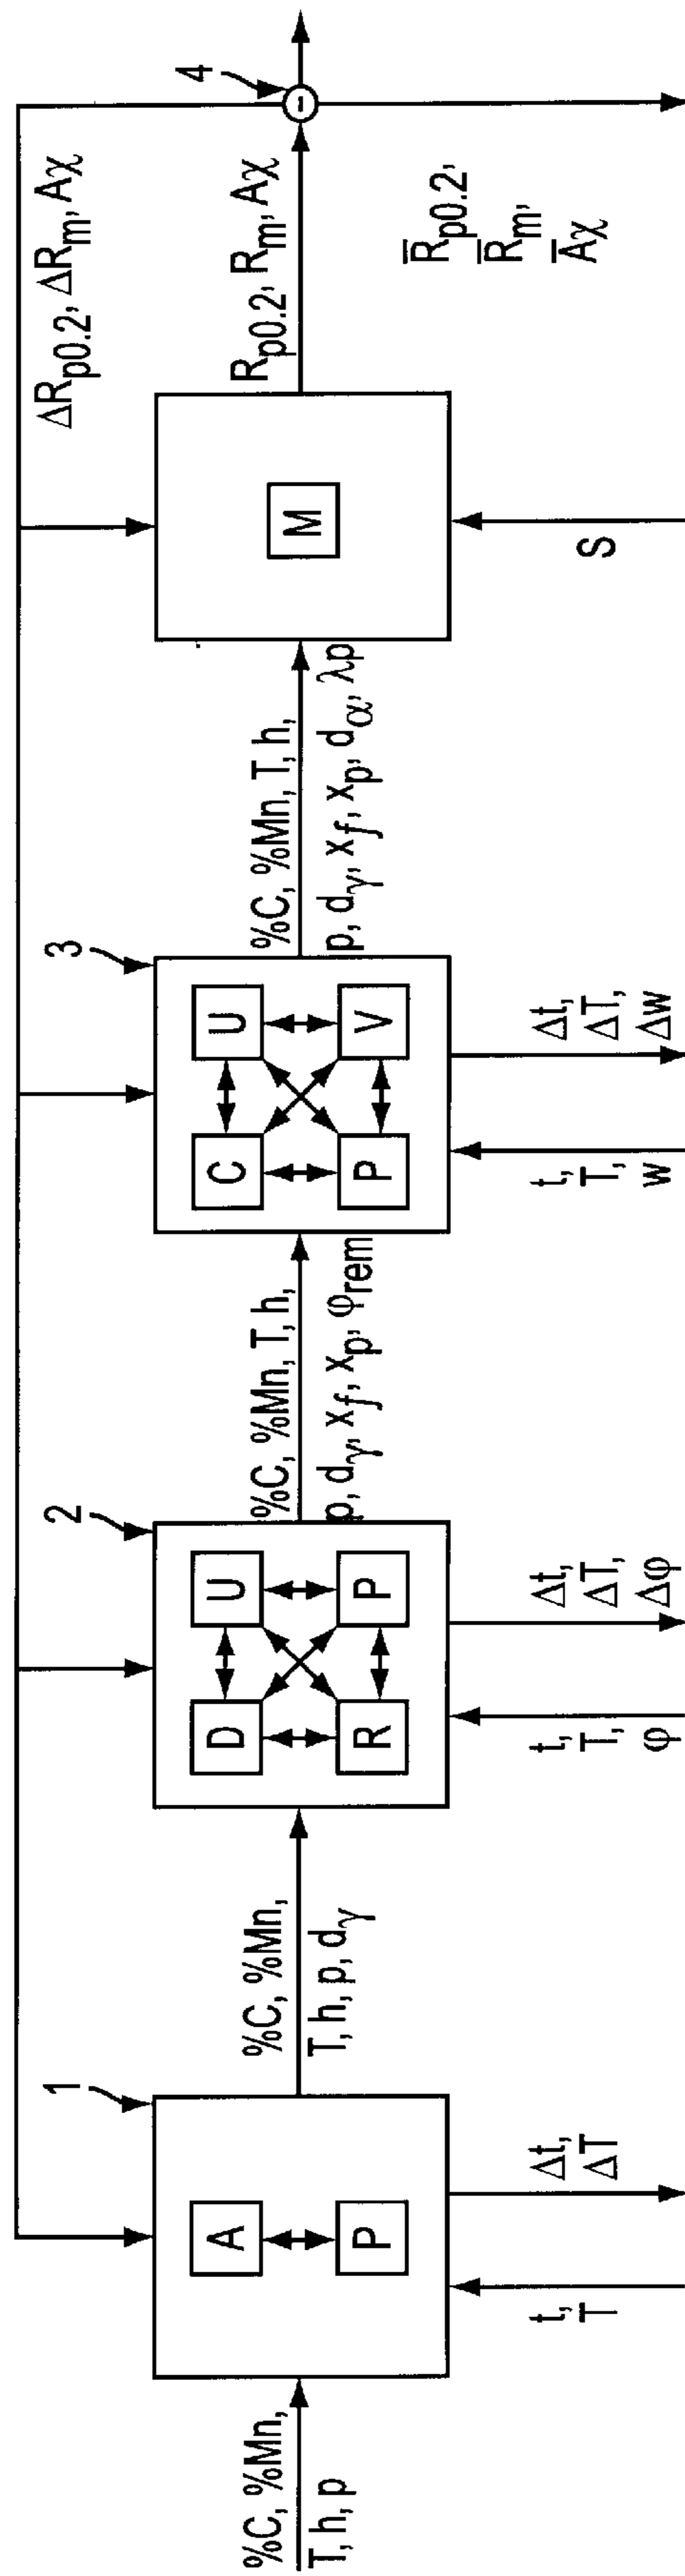 %C, %Mn,
T, h, p
1
A
P
t,
T
Δt,
ΔT
%C, %Mn,
T, h, p, dγ
2
D
U
R
P
t,
T,
φ
Δt,
ΔT,
Δφ
%C, %Mn, T, h,
p, dγ, xf, xp, φrem
3
C
U
P
V
t,
T,
w
Δt,
ΔT,
Δw
%C, %Mn, T, h,
p, dγ, xf, xp, dα, λp
M
S
ΔRp0.2, ΔRm, Aχ
Rp0.2, Rm, Aχ
4
-
R̅p0.2,
R̅m,
A̅χ